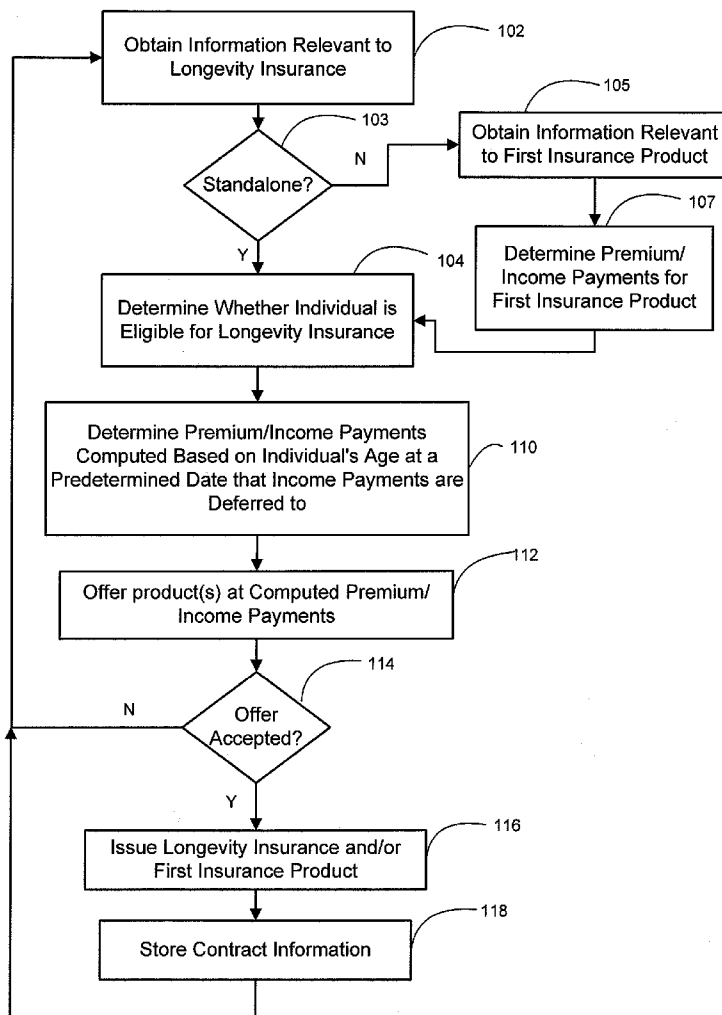 Obtain Information Relevant to
Longevity Insurance
102
103
Standalone?
N
Y
105
Obtain Information Relevant
to First Insurance Product
107
Determine Premium/
Income Payments for
First Insurance Product
104
Determine Whether Individual is
Eligible for Longevity Insurance
Determine Premium/Income Payments
Computed Based on Individual's Age at a
Predetermined Date that Income Payments are
Deferred to
110
112
Offer product(s) at Computed Premium/
Income Payments
114
Offer
Accepted?
N
Y
116
Issue Longevity Insurance and/or
First Insurance Product
118
Store Contract Information